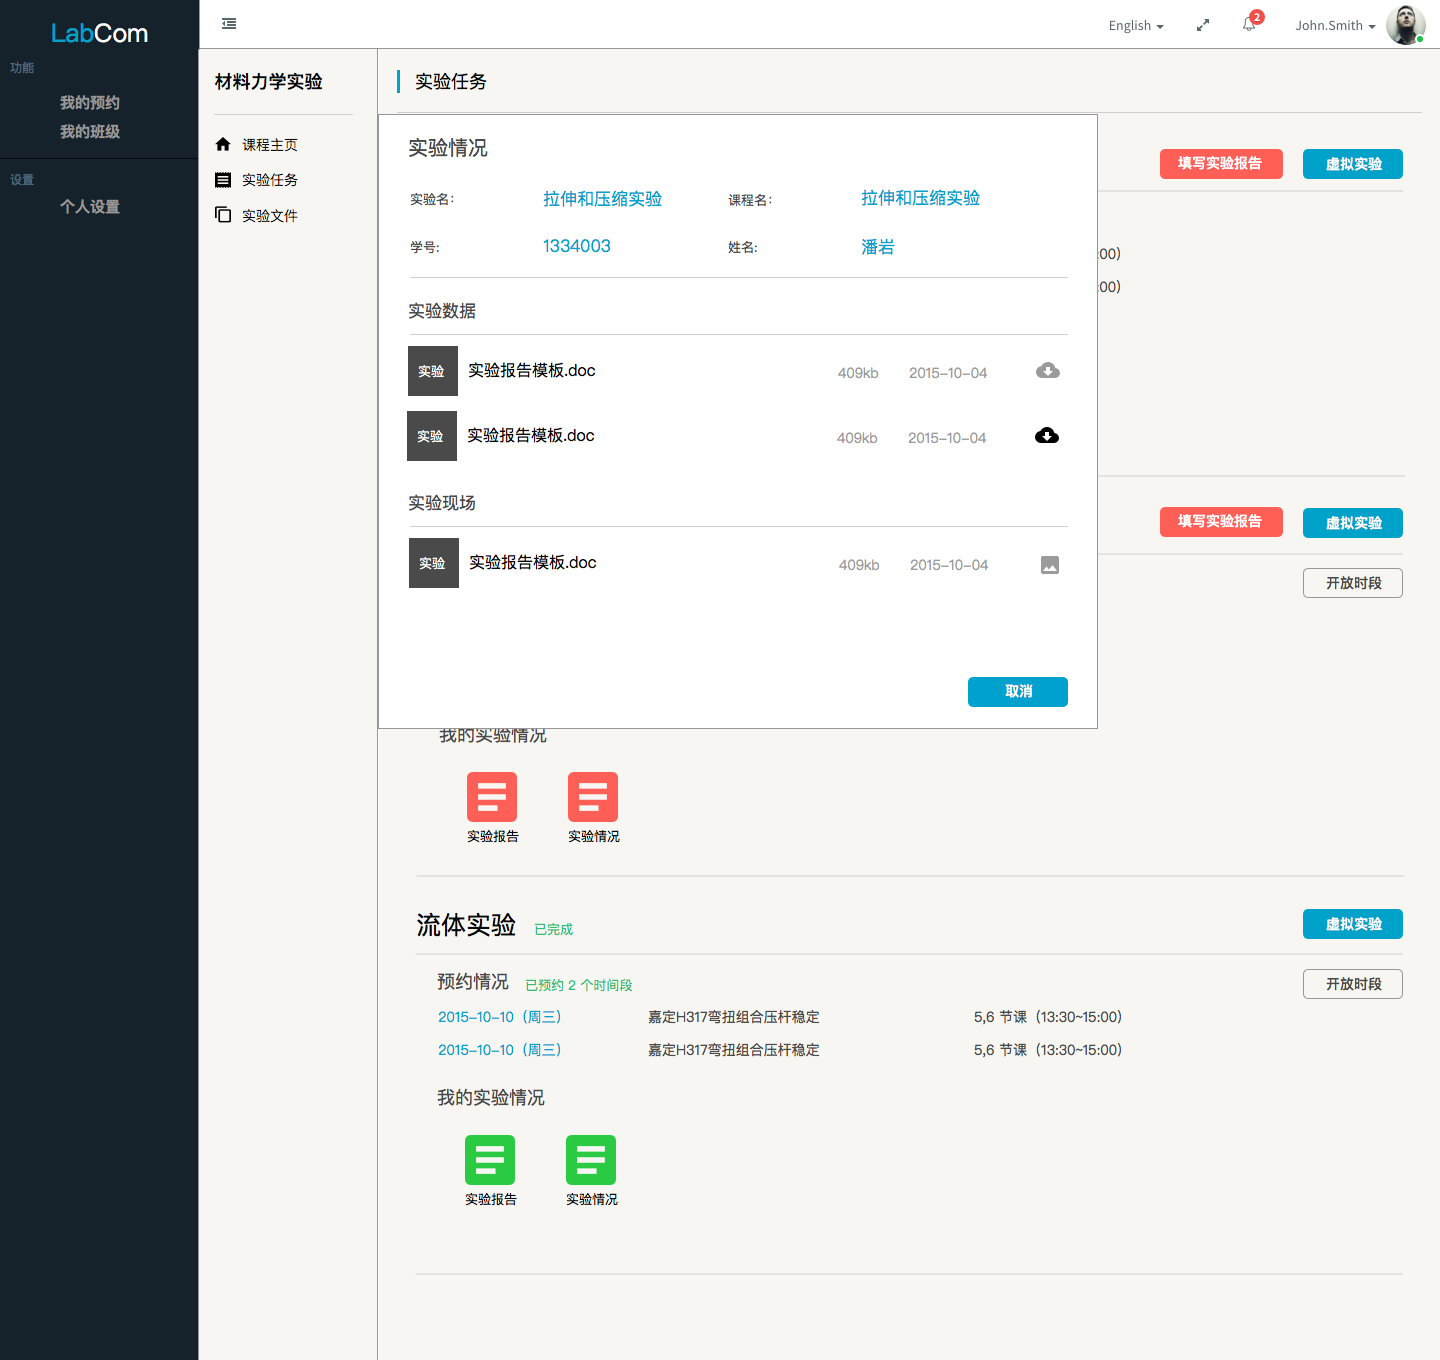 LabCom
功能
我的预约
我的班级
设置
个人设置
English
2
John.Smith
材料力学实验
课程主页
实验任务
实验文件
实验任务
填写实验报告 虚拟实验
:00)
:00)
实验情况
实验名: 拉伸和压缩实验 课程名: 拉伸和压缩实验
学号: 1334003 姓名: 潘岩
实验数据
实验 实验报告模板.doc 409kb 2015-10-04
实验 实验报告模板.doc 409kb 2015-10-04
实验现场
实验 实验报告模板.doc 409kb 2015-10-04
取消
填写实验报告 虚拟实验
开放时段
我的实验情况
实验报告 实验情况
流体实验 已完成 虚拟实验
预约情况 已预约 2 个时间段 开放时段
2015-10-10（周三） 嘉定H317弯扭组合压杆稳定 5,6 节课（13:30~15:00）
2015-10-10（周三） 嘉定H317弯扭组合压杆稳定 5,6 节课（13:30~15:00）
我的实验情况
实验报告 实验情况